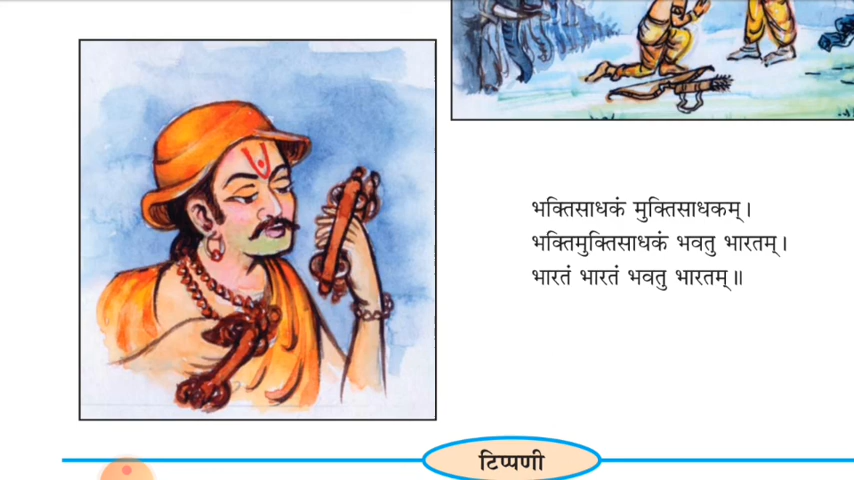 भक्तिसाधकं मुक्तिसाधकम् ।
भक्तिमुक्तिसाधकं भवतु भारतम् ।
भारतं भारतं भवतु भारतम् ॥
टिप्पणी